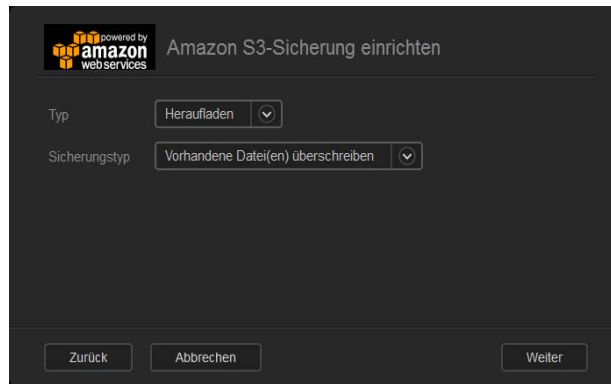 powered by
amazon
webservices
Amazon S3-Sicherung einrichten
Typ
Heraufladen
Sicherungstyp
Vorhandene Datei(en) überschreiben
Zurück
Abbrechen
Weiter